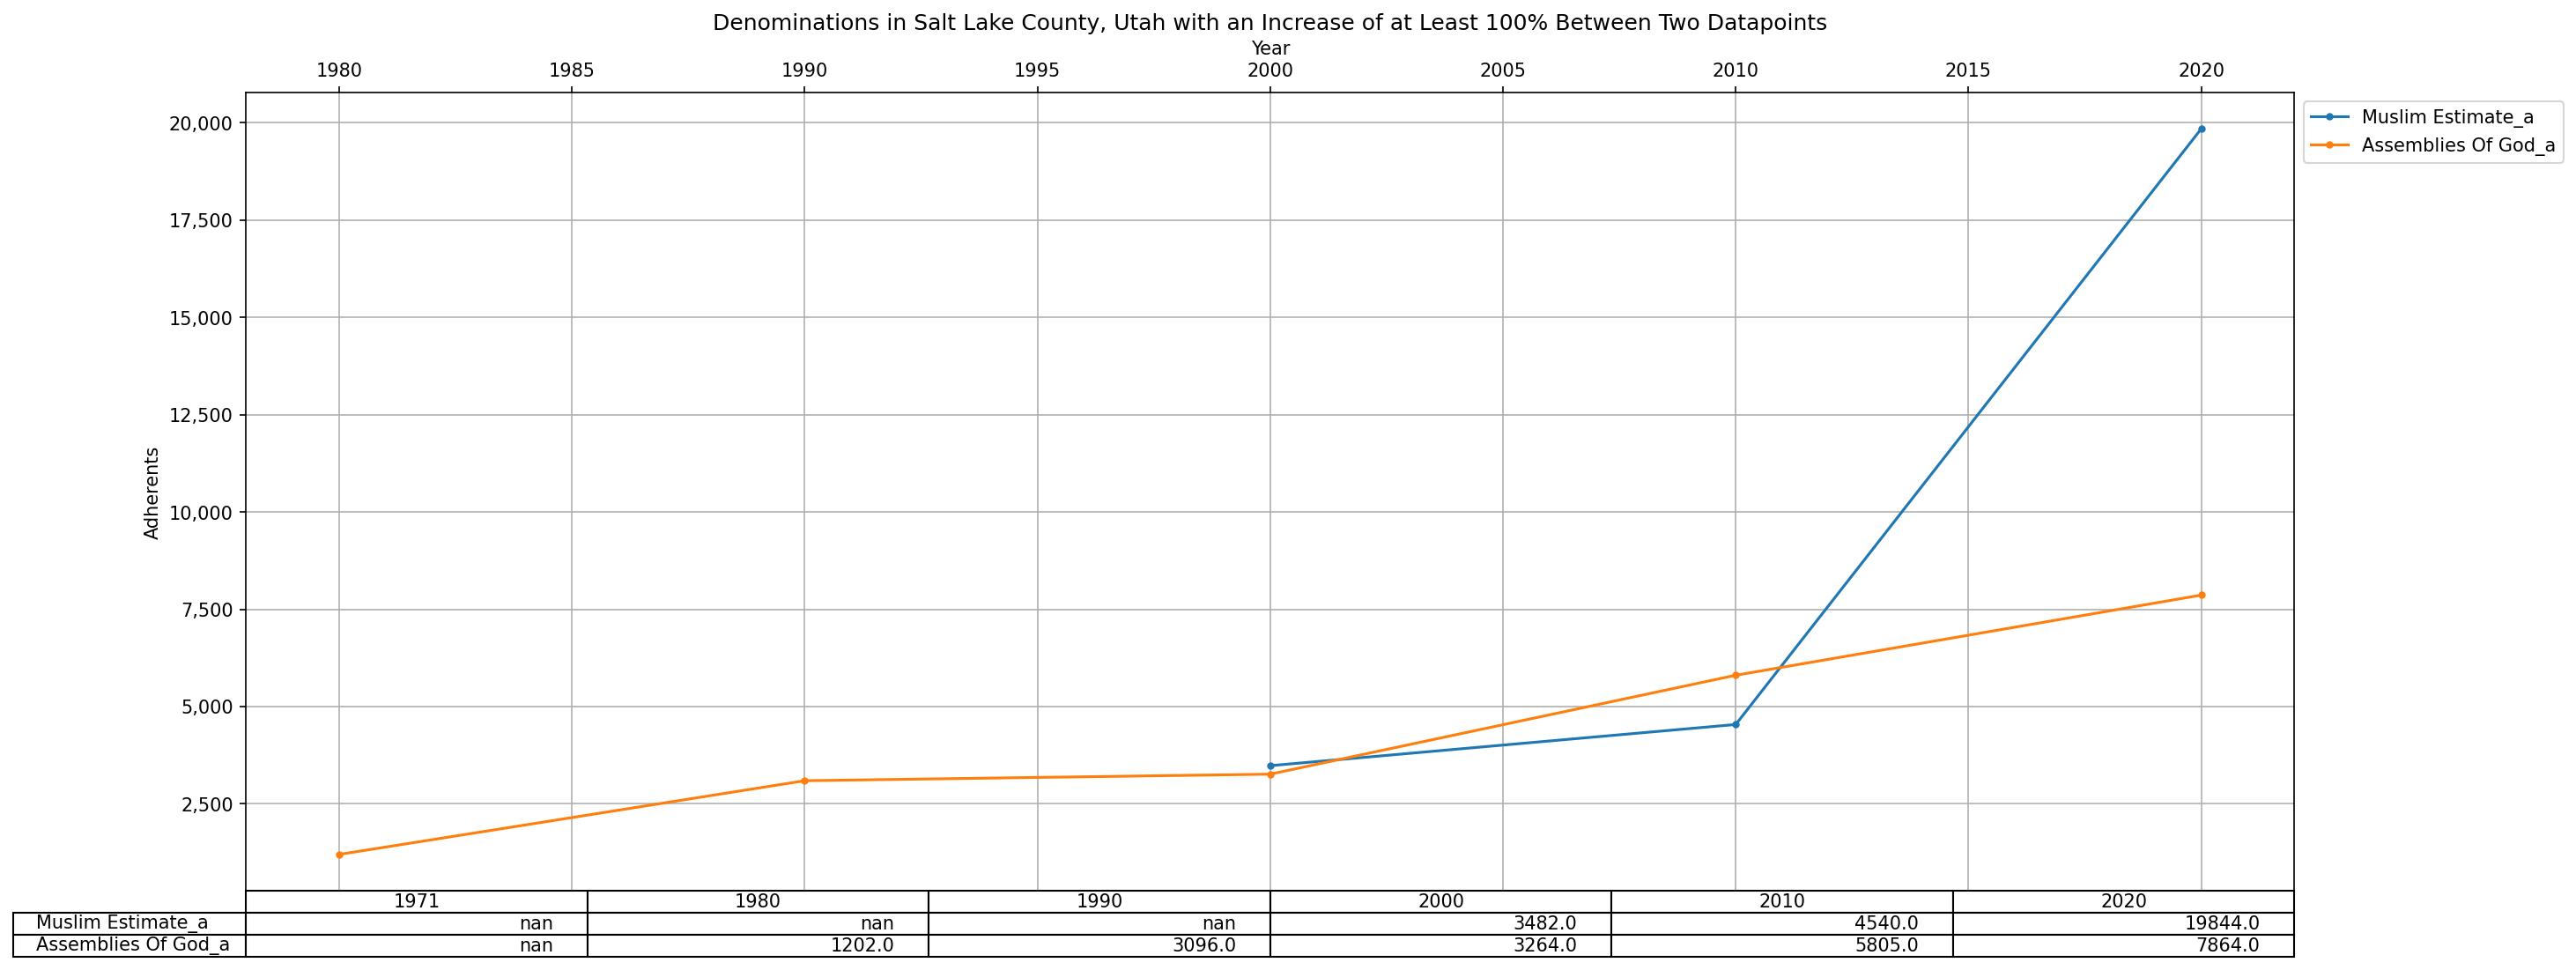 Denominations in Salt Lake County, Utah with an Increase of at Least 100% Between Two Datapoints
Year
1980 1985 1990 1995 2000 2005 2010 2015 2020
20,000
17,500
15,000
12,500
10,000
7,500
5,000
2,500
Adherents
Muslim Estimate_a
Assemblies Of God_a
1971 1980 1990 2000 2010 2020
Muslim Estimate_a nan nan nan 3482.0 4540.0 19844.0
Assemblies Of God_a nan 1202.0 3096.0 3264.0 5805.0 7864.0